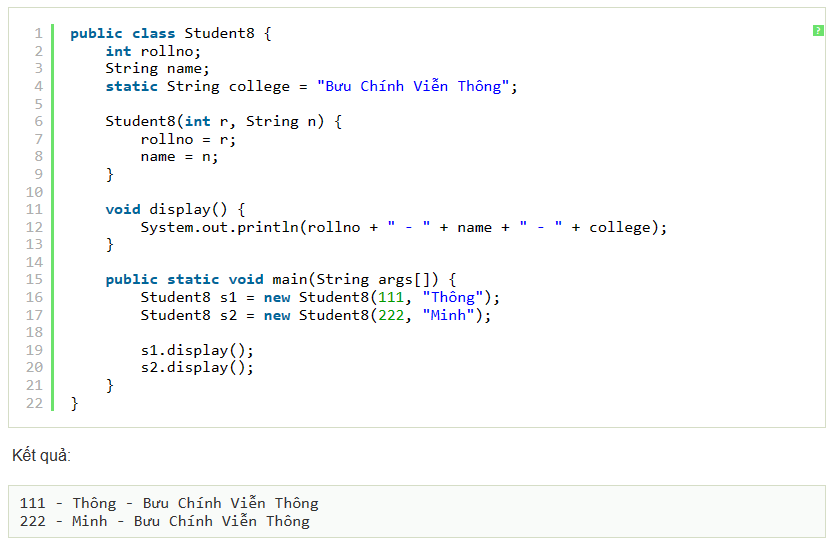 1 public class Student8 {
2     int rollno;
3     String name;
4     static String college = "Bưu Chính Viễn Thông";
5
6     Student8(int r, String n) {
7         rollno = r;
8         name = n;
9     }
10
11     void display() {
12         System.out.println(rollno + " - " + name + " - " + college);
13     }
14
15     public static void main(String args[]) {
16         Student8 s1 = new Student8(111, "Thông");
17         Student8 s2 = new Student8(222, "Minh");
18
19         s1.display();
20         s2.display();
21     }
22 }
?
Kết quả:
111 - Thông - Bưu Chính Viễn Thông
222 - Minh - Bưu Chính Viễn Thông